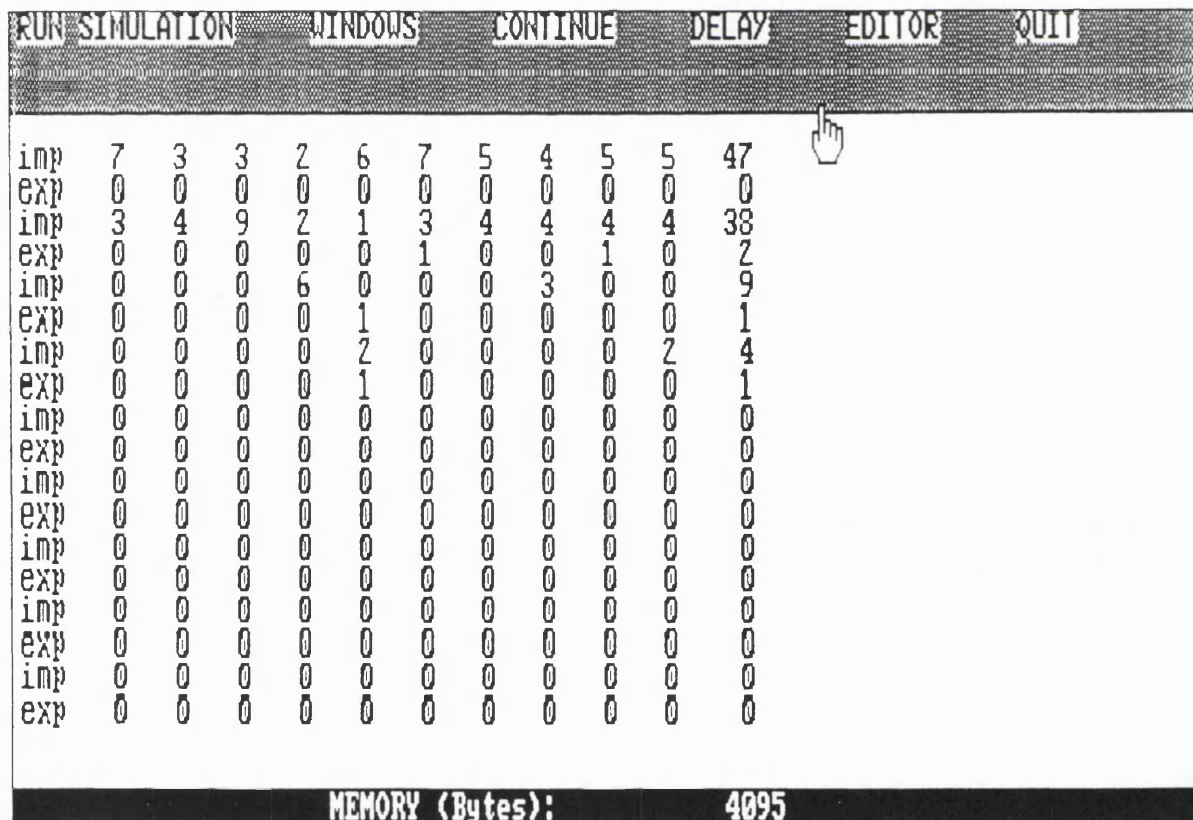 RUN SIMULATION WINDOWS CONTINUE DELAY EDITOR QUIT
imp 7 3 3 2 6 7 5 4 5 5 47
exp 0 0 0 0 0 0 0 0 0 0 0
imp 3 4 9 2 1 3 4 4 4 4 38
exp 0 0 0 0 0 1 0 0 1 0 2
imp 0 0 0 6 0 0 0 3 0 0 9
exp 0 0 0 0 1 0 0 0 0 0 1
imp 0 0 0 0 2 0 0 0 0 2 4
exp 0 0 0 0 1 0 0 0 0 0 1
imp 0 0 0 0 0 0 0 0 0 0 0
exp 0 0 0 0 0 0 0 0 0 0 0
imp 0 0 0 0 0 0 0 0 0 0 0
exp 0 0 0 0 0 0 0 0 0 0 0
imp 0 0 0 0 0 0 0 0 0 0 0
exp 0 0 0 0 0 0 0 0 0 0 0
imp 0 0 0 0 0 0 0 0 0 0 0
exp 0 0 0 0 0 0 0 0 0 0 0
imp 0 0 0 0 0 0 0 0 0 0 0
exp 0 0 0 0 0 0 0 0 0 0 0
MEMORY (Bytes): 4095